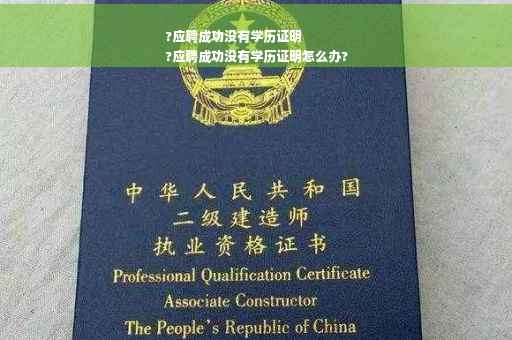 ?应聘成功没有学历证明
?应聘成功没有学历证明怎么办?
中华人民共和国
二级建造师
执业资格证书
Professional Qualification Certificate
Associate Constructor
The People's Republic of China